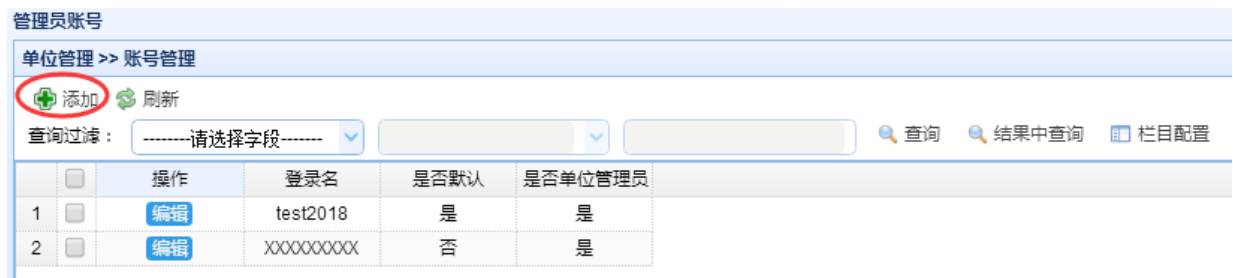 管理员账号
单位管理 >> 账号管理
添加 刷新
查询过滤： --------请选择字段------- 查询 结果中查询 栏目配置
操作 登录名 是否默认 是否单位管理员
1 编辑 test2018 是 是
2 编辑 XXXXXXXXX 否 是